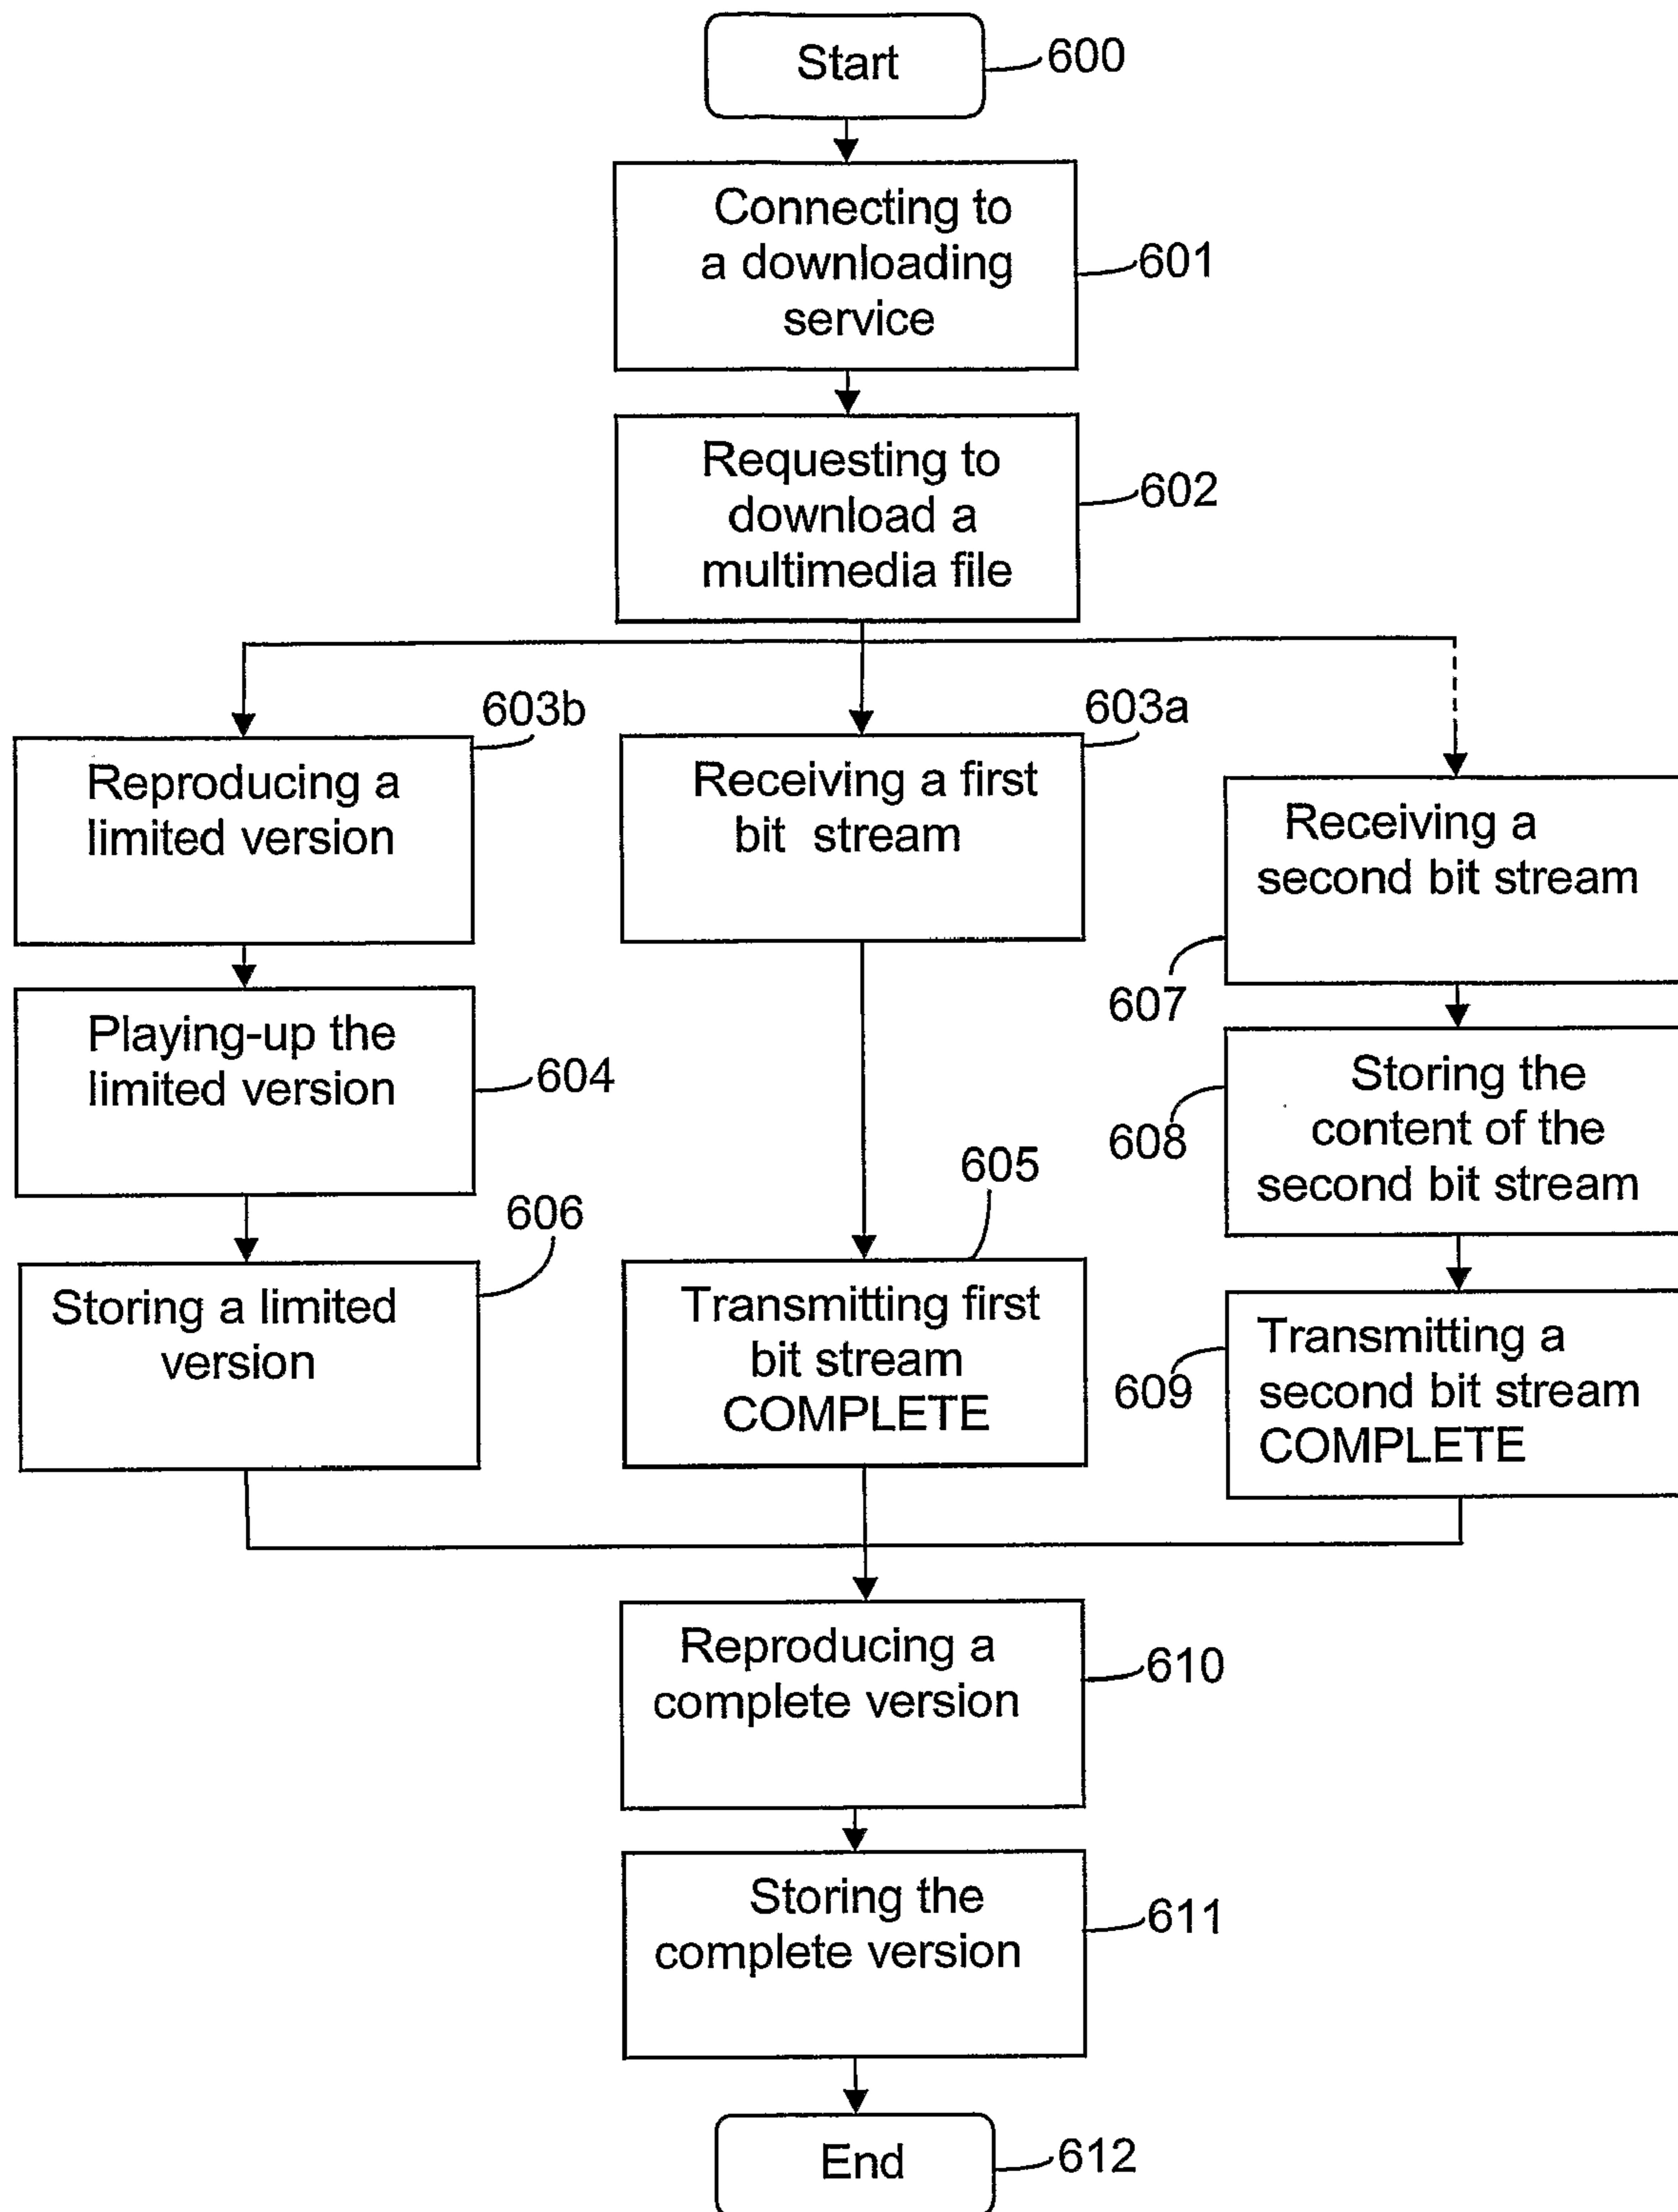 Start
600
Connecting to
a downloading
service
601
Requesting to
download a
multimedia file
602
603b
Reproducing a
limited version
603a
Receiving a first
bit stream
Receiving a
second bit stream
607
Playing-up the
limited version
604
Storing the
content of the
second bit stream
608
606
Storing a limited
version
605
Transmitting first
bit stream
COMPLETE
Transmitting a
second bit stream
COMPLETE
609
Reproducing a
complete version
610
Storing the
complete version
611
End
612